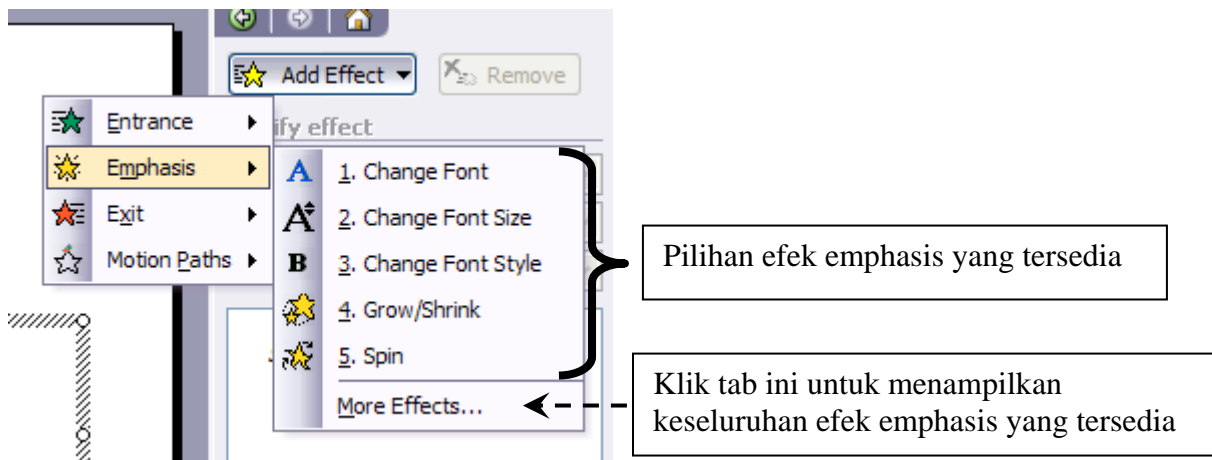 Add Effect
Remove
Entrance
ify effect
Emphasis
1. Change Font
Exit
2. Change Font Size
Motion Paths
3. Change Font Style
4. Grow/Shrink
5. Spin
More Effects...
Pilihan efek emphasis yang tersedia
Klik tab ini untuk menampilkan
keseluruhan efek emphasis yang tersedia